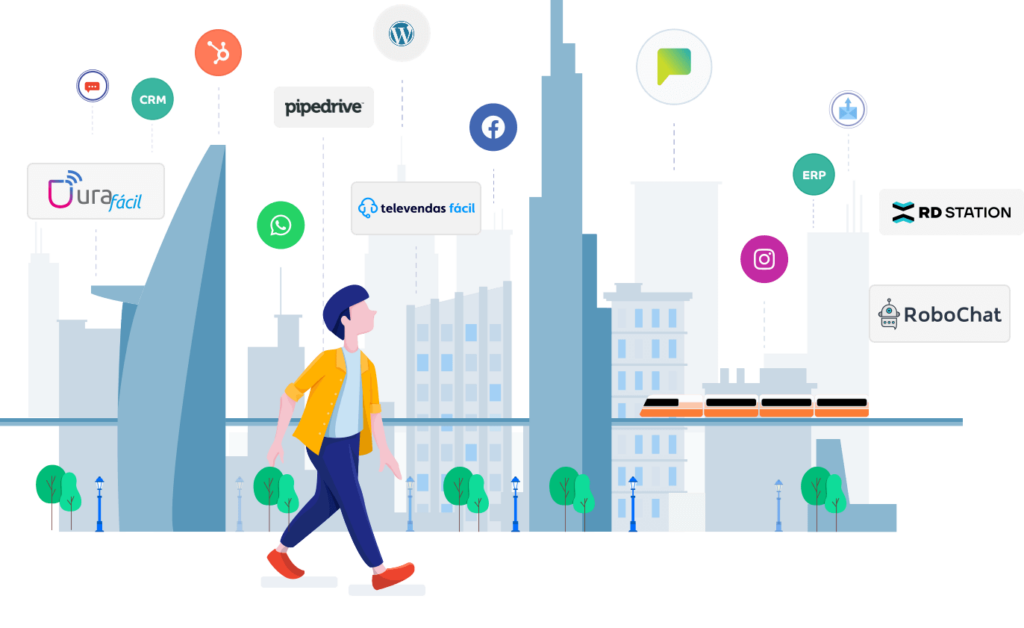 CRM
pipedrive
ura fácil
televendas fácil
ERP
RD STATION
RoboChat